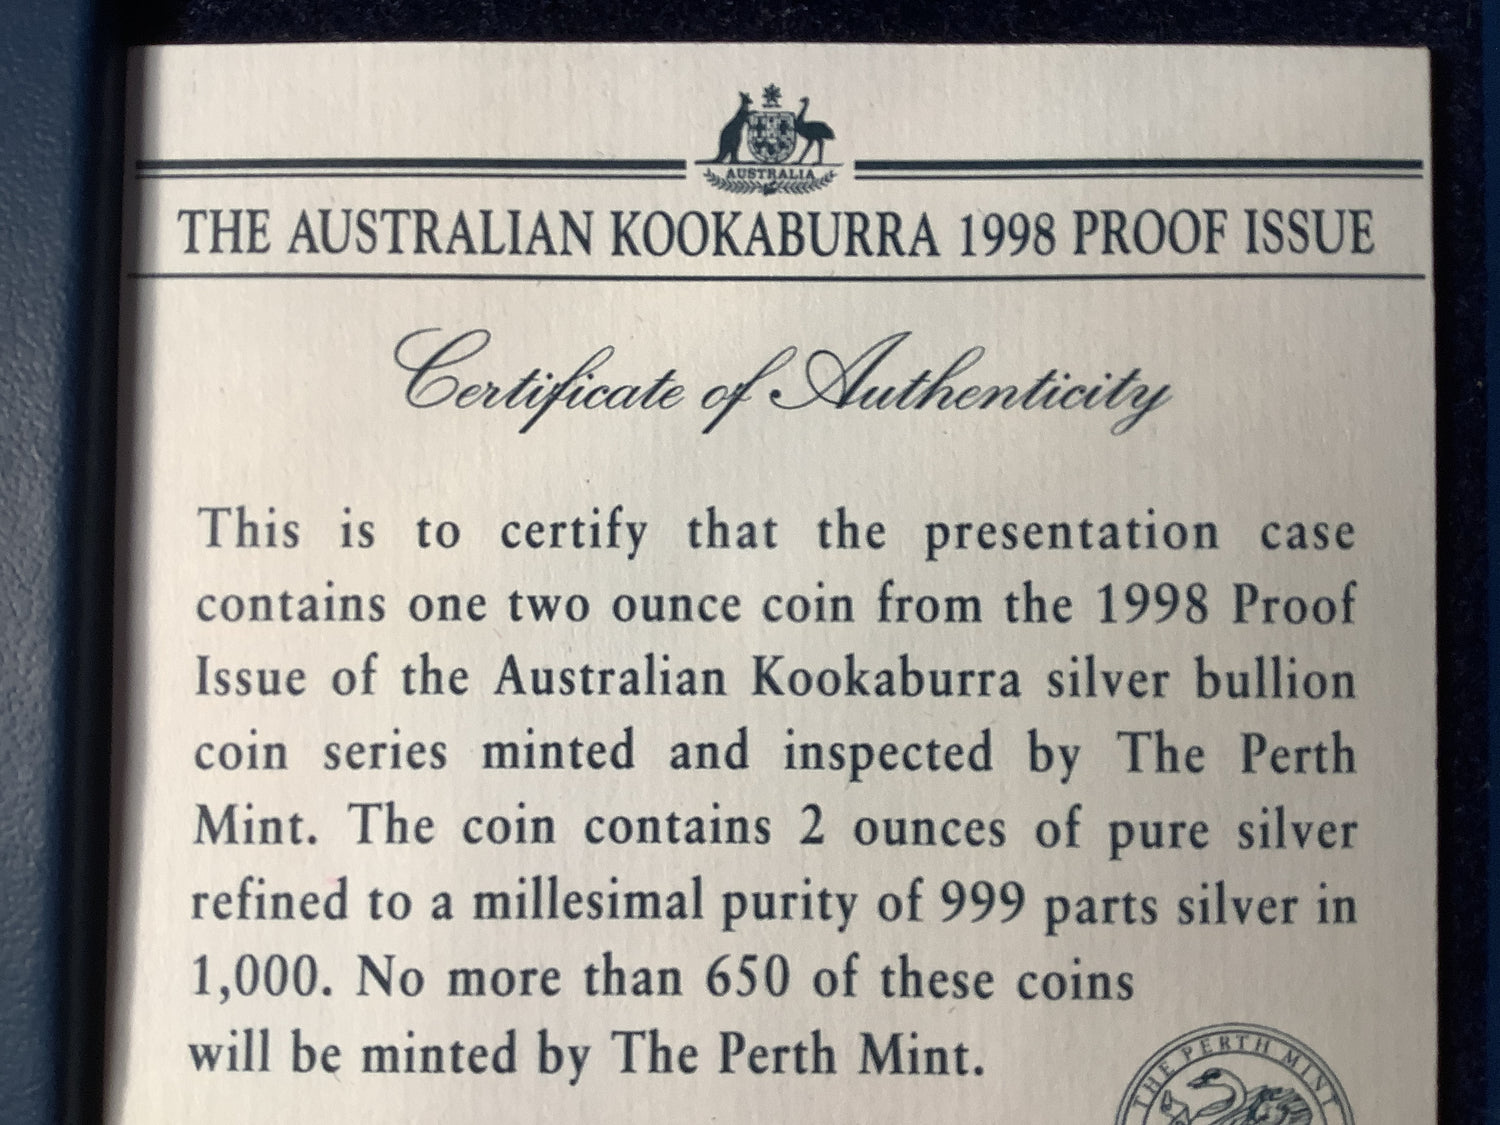 AUSTRALIA
THE AUSTRALIAN KOOKABURRA 1998 PROOF ISSUE
Certificate of Authenticity
This is to certify that the presentation case
contains one two ounce coin from the 1998 Proof
Issue of the Australian Kookaburra silver bullion
coin series minted and inspected by The Perth
Mint. The coin contains 2 ounces of pure silver
refined to a millesimal purity of 999 parts silver in
1,000. No more than 650 of these coins
will be minted by The Perth Mint.
THE PERTH MINT